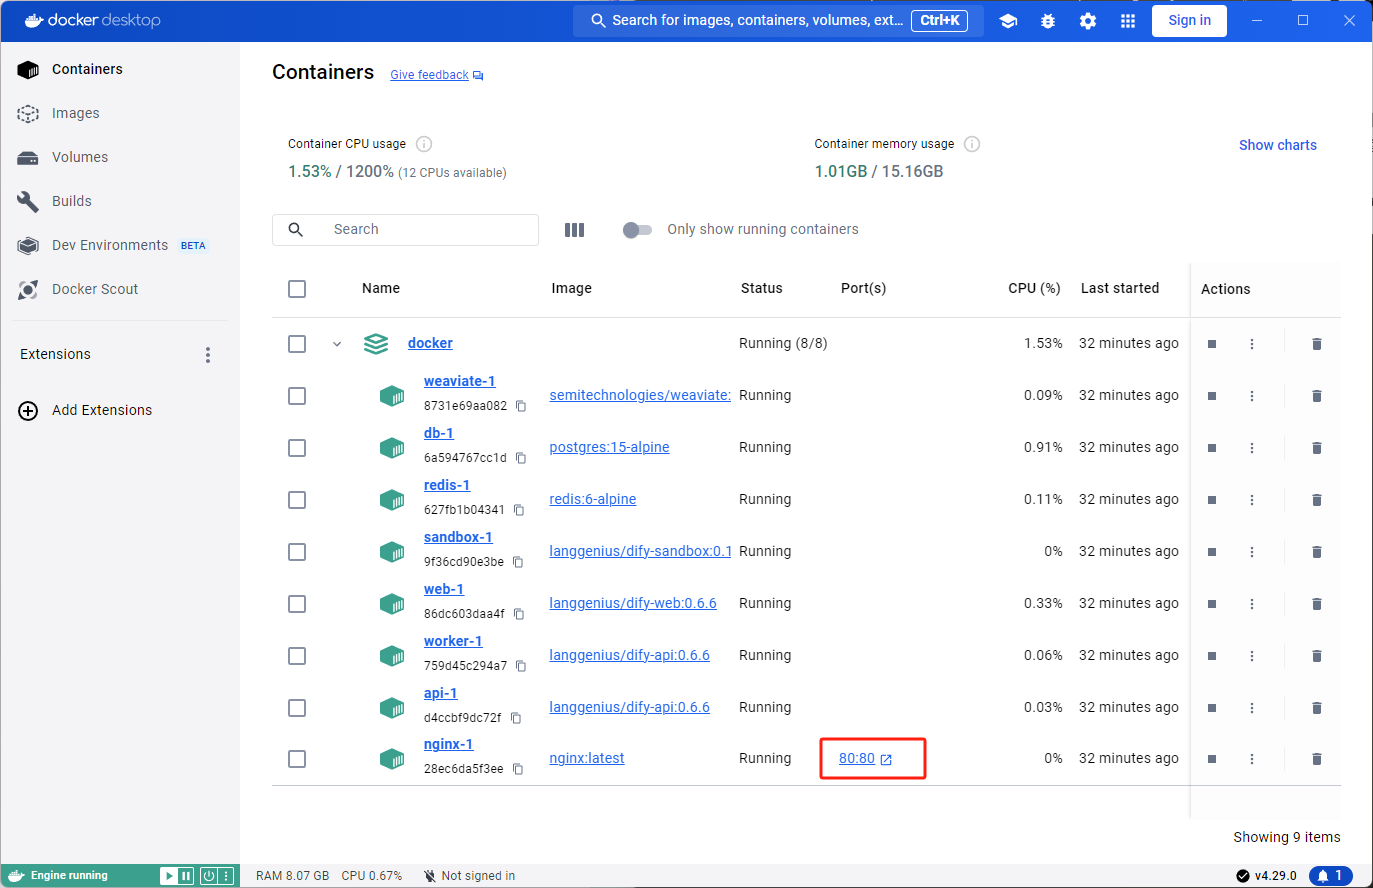 docker desktop
Search for images, containers, volumes, ext... Ctrl+K
Sign in
Containers
Images
Volumes
Builds
Dev Environments BETA
Docker Scout
Extensions
Add Extensions
Containers Give feedback
Container CPU usage
1.53% / 1200% (12 CPUs available)
Container memory usage
1.01GB / 15.16GB
Show charts
Search
Only show running containers
Name Image Status Port(s) CPU (%) Last started Actions
docker Running (8/8) 1.53% 32 minutes ago
weaviate-1
8731e69aa082
semitechnologies/weaviate: Running 0.09% 32 minutes ago
db-1
6a594767cc1d
postgres:15-alpine Running 0.91% 32 minutes ago
redis-1
627fb1b04341
redis:6-alpine Running 0.11% 32 minutes ago
sandbox-1
9f36cd90e3be
langgenius/dify-sandbox:0.1 Running 0% 32 minutes ago
web-1
86dc603daa4f
langgenius/dify-web:0.6.6 Running 0.33% 32 minutes ago
worker-1
759d45c294a7
langgenius/dify-api:0.6.6 Running 0.06% 32 minutes ago
api-1
d4ccbf9dc72f
langgenius/dify-api:0.6.6 Running 0.03% 32 minutes ago
nginx-1
28ec6da5f3ee
nginx:latest Running 80:80 0% 32 minutes ago
Showing 9 items
Engine running
RAM 8.07 GB CPU 0.67% Not signed in
v4.29.0
1